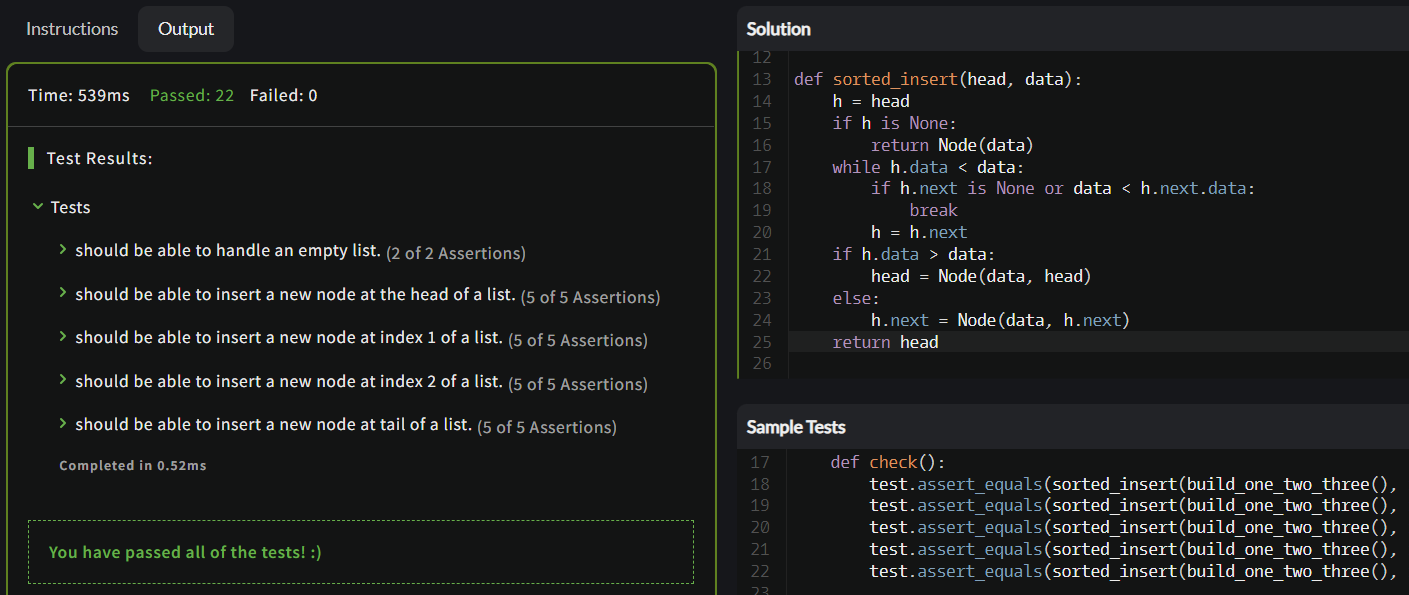 Instructions
Output
Time: 539ms Passed: 22 Failed: 0
Test Results:
Tests
should be able to handle an empty list. (2 of 2 Assertions)
should be able to insert a new node at the head of a list. (5 of 5 Assertions)
should be able to insert a new node at index 1 of a list. (5 of 5 Assertions)
should be able to insert a new node at index 2 of a list. (5 of 5 Assertions)
should be able to insert a new node at tail of a list. (5 of 5 Assertions)
Completed in 0.52ms
You have passed all of the tests! :)
Solution
12
13 def sorted_insert(head, data):
14     h = head
15     if h is None:
16         return Node(data)
17     while h.data < data:
18         if h.next is None or data < h.next.data:
19             break
20         h = h.next
21     if h.data > data:
22         head = Node(data, head)
23     else:
24         h.next = Node(data, h.next)
25     return head
26
Sample Tests
17     def check():
18         test.assert_equals(sorted_insert(build_one_two_three(),
19         test.assert_equals(sorted_insert(build_one_two_three(),
20         test.assert_equals(sorted_insert(build_one_two_three(),
21         test.assert_equals(sorted_insert(build_one_two_three(),
22         test.assert_equals(sorted_insert(build_one_two_three(),
23